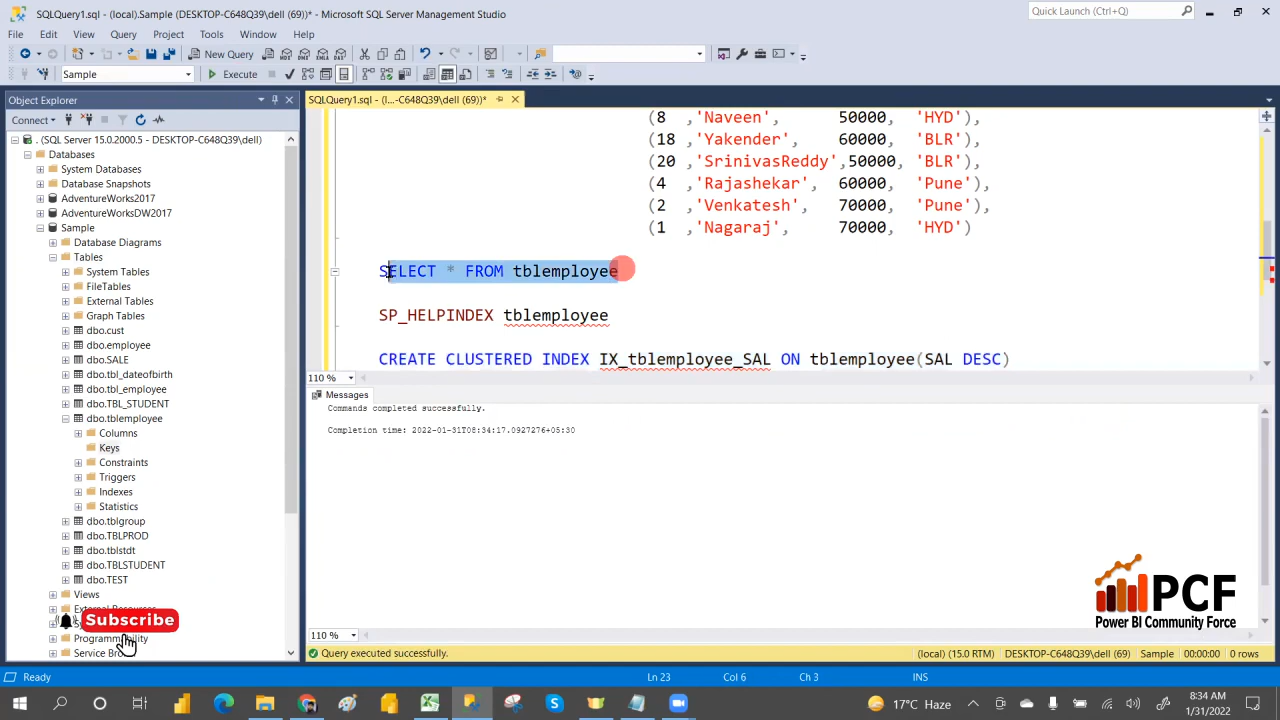 SQLQuery1.sql - (local).Sample (DESKTOP-C648Q39\dell (69))* - Microsoft SQL Server Management Studio
Quick Launch (Ctrl+Q)
File Edit View Query Project Tools Window Help
New Query
MDX DMX XMLA DAX
Sample Execute
Object Explorer
SQLQuery1.sql - (l...-C648Q39\dell (69))*
Connect
. (SQL Server 15.0.2000.5 - DESKTOP-C648Q39\dell)
Databases
System Databases
Database Snapshots
AdventureWorks2017
AdventureWorksDW2017
Sample
Database Diagrams
Tables
System Tables
FileTables
External Tables
Graph Tables
dbo.cust
dbo.employee
dbo.SALE
dbo.tbl_dateofbirth
dbo.tbl_employee
dbo.TBL_STUDENT
dbo.tblemployee
Columns
Keys
Constraints
Triggers
Indexes
Statistics
dbo.tblgroup
dbo.TBLPROD
dbo.tblstdt
dbo.TBLSTUDENT
dbo.TEST
Views
External Resources
Subscribe
Programmability
Service Bro
(8 ,'Naveen', 50000, 'HYD'),
(18 ,'Yakender', 60000, 'BLR'),
(20 ,'SrinivasReddy',50000, 'BLR'),
(4 ,'Rajashekar', 60000, 'Pune'),
(2 ,'Venkatesh', 70000, 'Pune'),
(1 ,'Nagaraj', 70000, 'HYD')
SELECT * FROM tblemployee
SP_HELPINDEX tblemployee
CREATE CLUSTERED INDEX IX_tblemployee_SAL ON tblemployee(SAL DESC)
110 %
Messages
Commands completed successfully.
Completion time: 2022-01-31T08:34:17.0927276+05:30
PCF
Power BI Community Force
110 %
Query executed successfully. (local) (15.0 RTM) DESKTOP-C648Q39\dell (69) Sample 00:00:00 0 rows
Ready Ln 23 Col 6 Ch 3 INS
17°C Haze
8:34 AM
1/31/2022